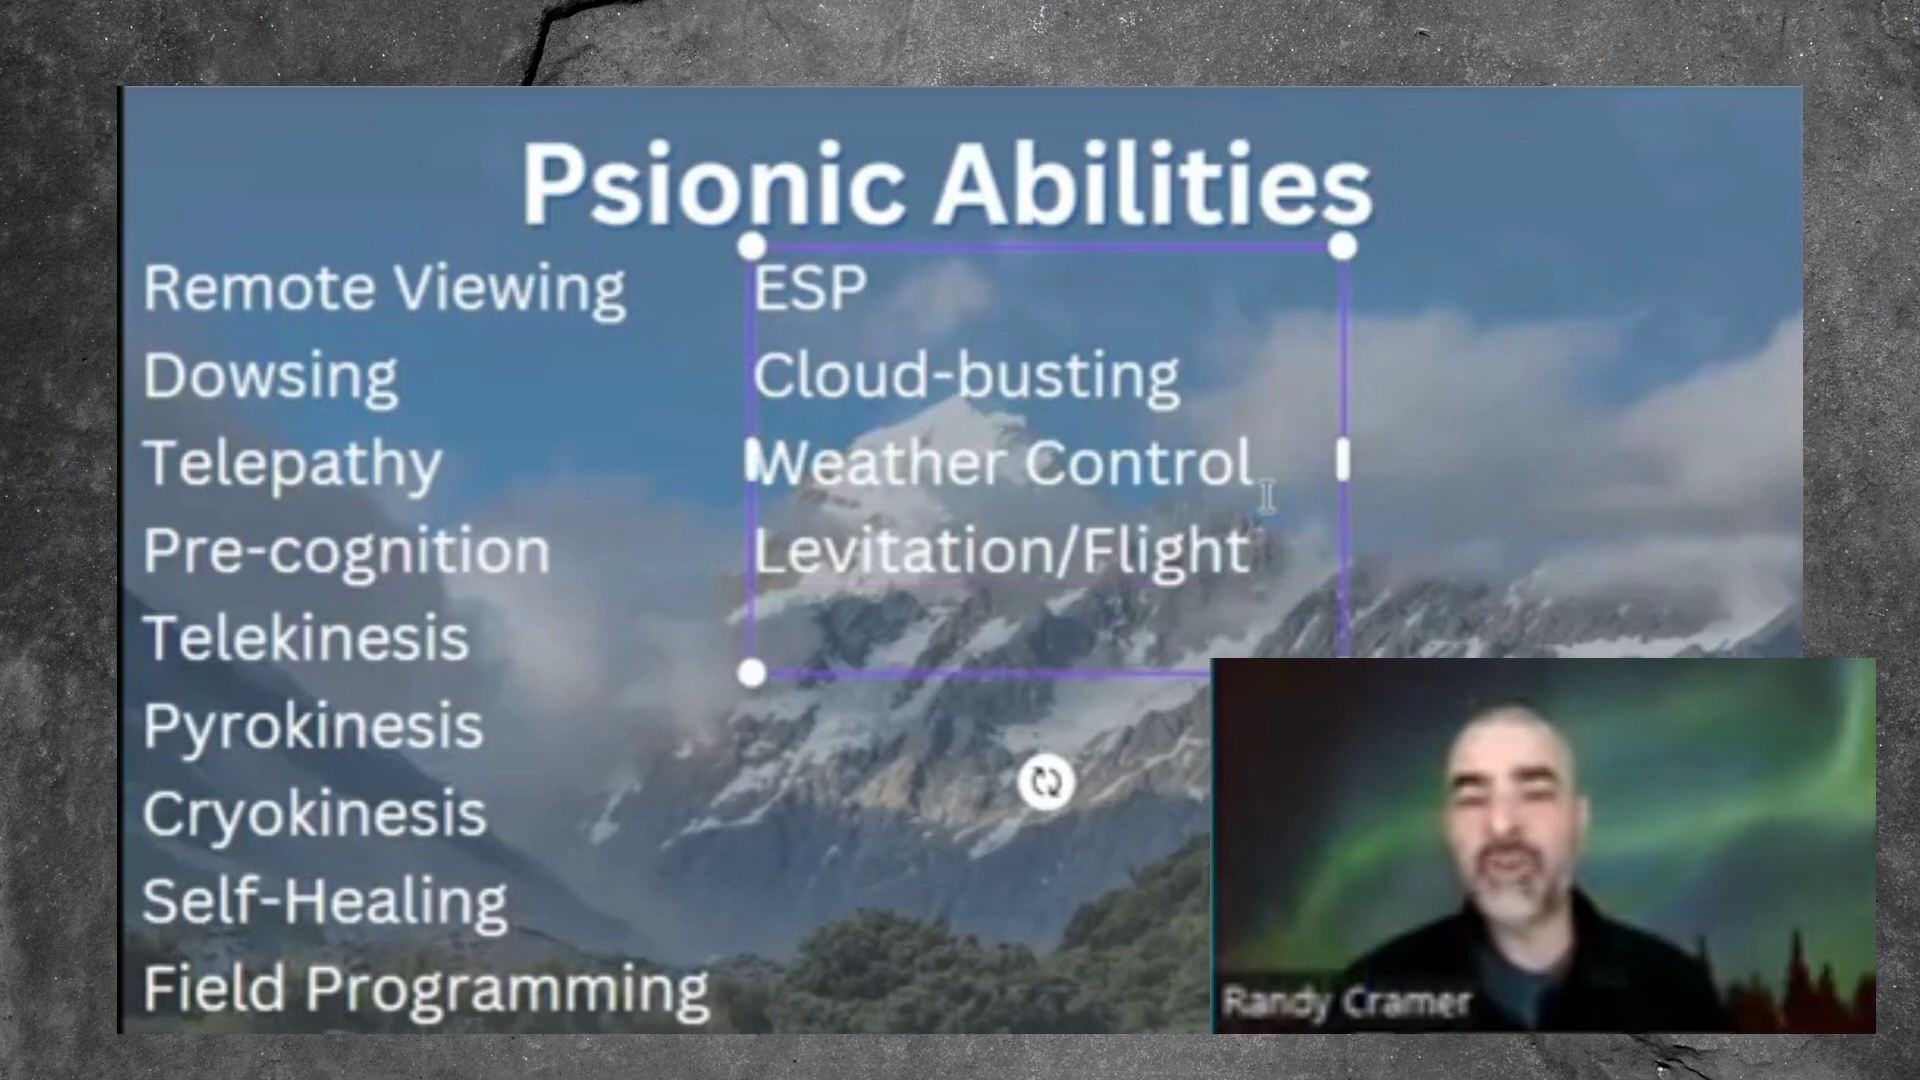 Psionic Abilities
Remote Viewing
Dowsing
Telepathy
Pre-cognition
Telekinesis
Pyrokinesis
Cryokinesis
Self-Healing
Field Programming
ESP
Cloud-busting
Weather Control
Levitation/Flight
Randy Cramer